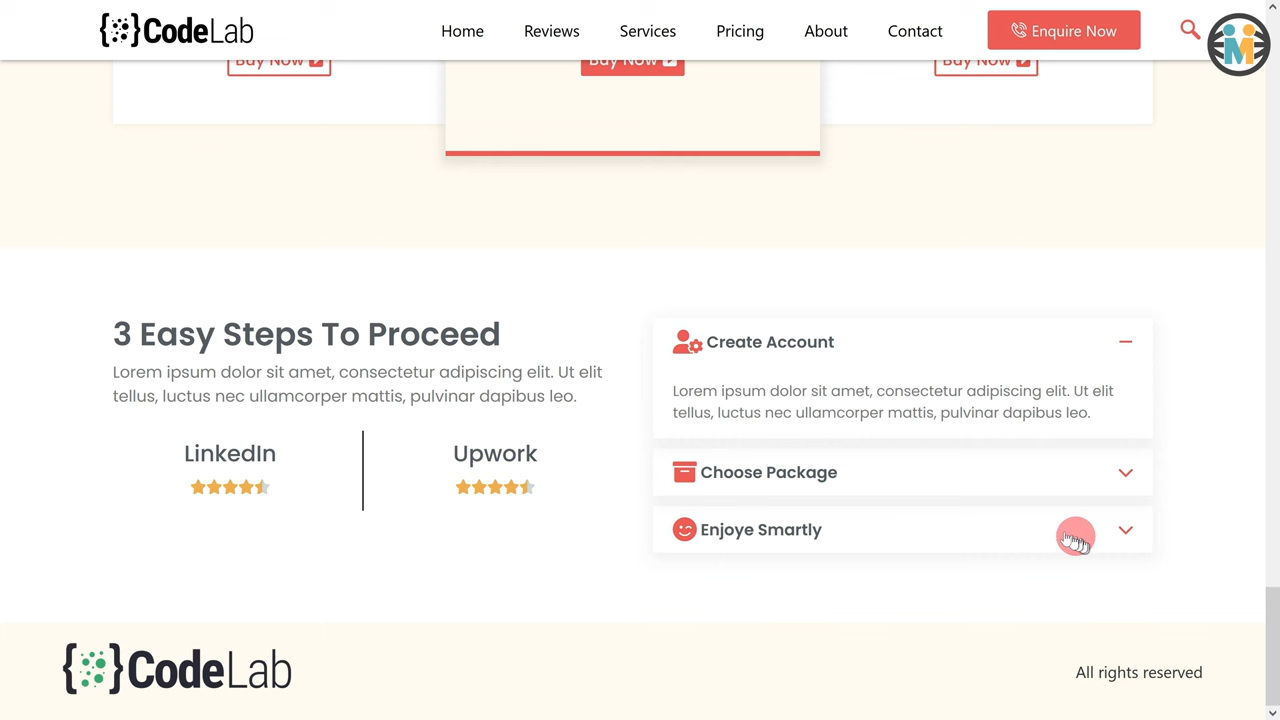 { } CodeLab
Home
Reviews
Services
Pricing
About
Contact
Enquire Now
M
Buy Now
Buy Now
Buy Now
3 Easy Steps To Proceed
Lorem ipsum dolor sit amet, consectetur adipiscing elit. Ut elit
tellus, luctus nec ullamcorper mattis, pulvinar dapibus leo.
LinkedIn
Upwork
Create Account
Lorem ipsum dolor sit amet, consectetur adipiscing elit. Ut elit
tellus, luctus nec ullamcorper mattis, pulvinar dapibus leo.
Choose Package
Enjoye Smartly
{ } CodeLab
All rights reserved